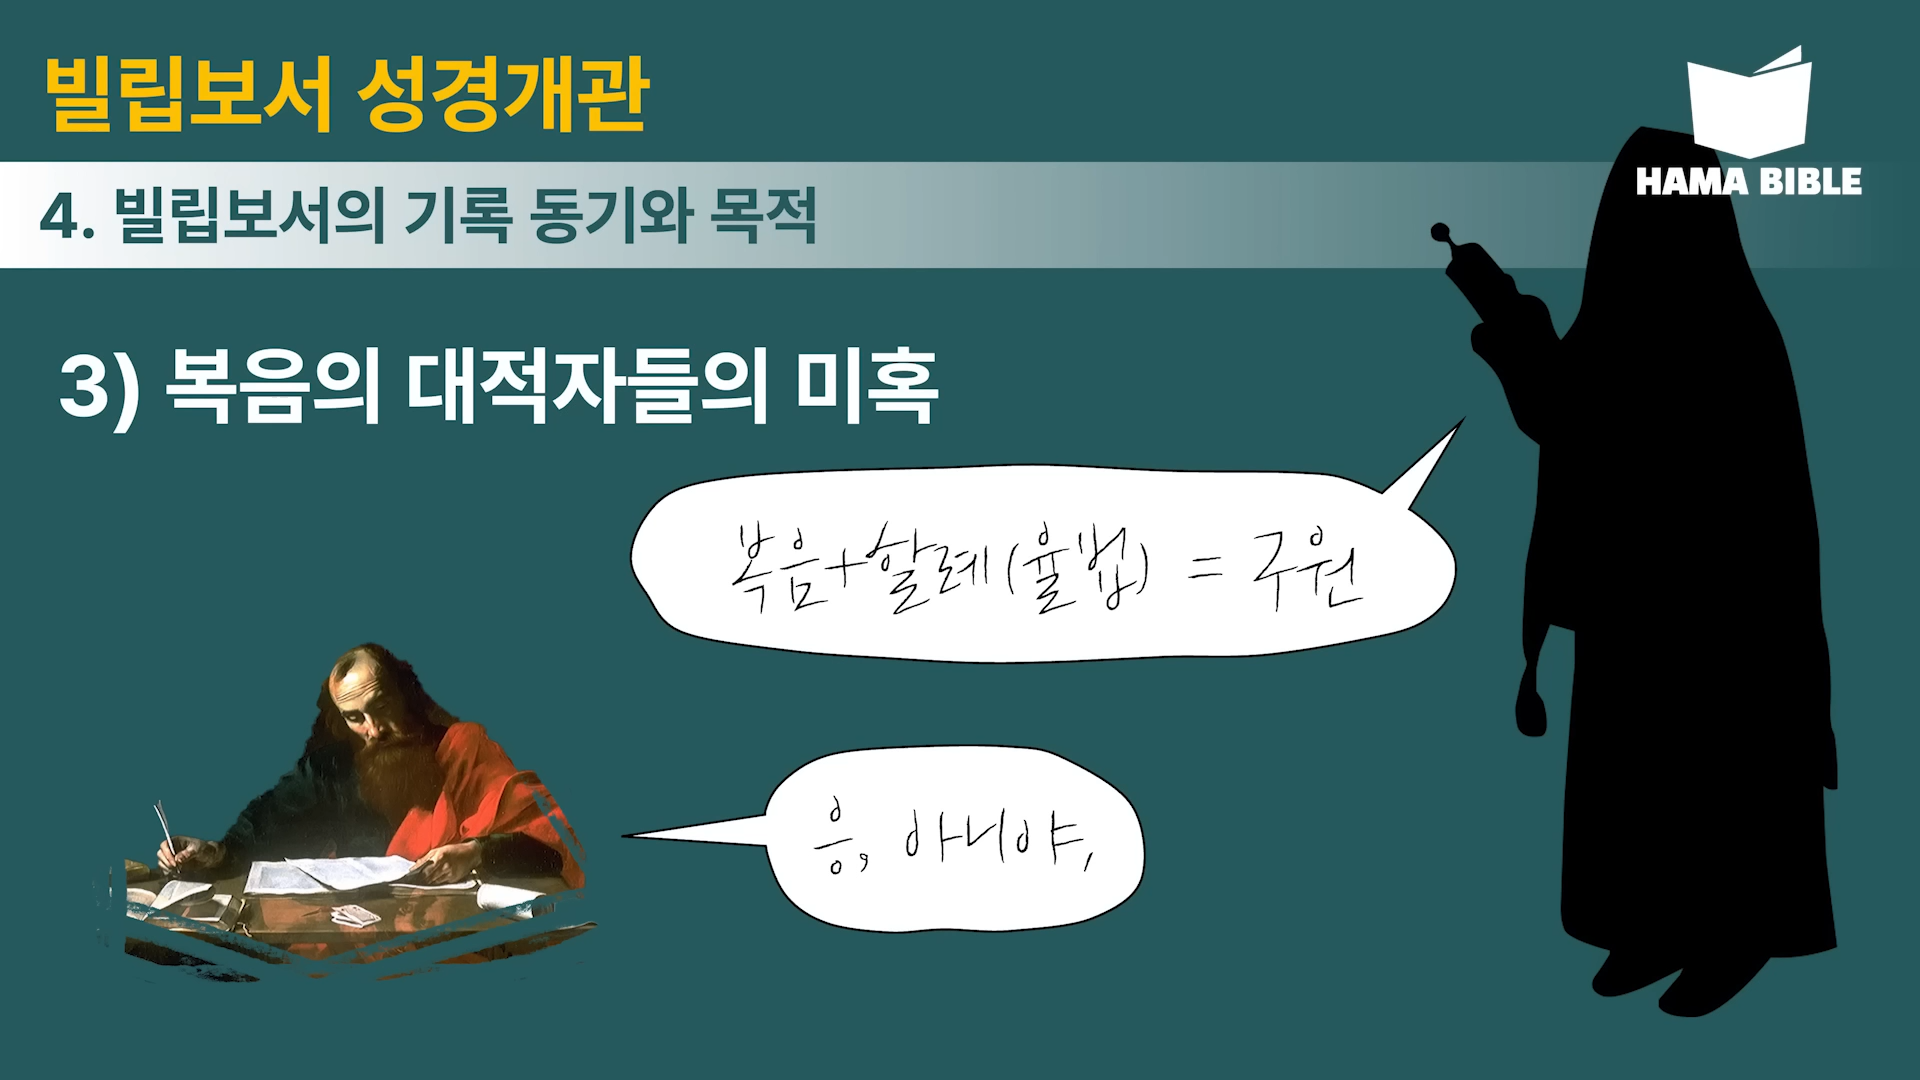 빌립보서 성경개관
HAMA BIBLE
4. 빌립보서의 기록 동기와 목적
3) 복음의 대적자들의 미혹
복음+할례(율법) = 구원
응, 아니야,